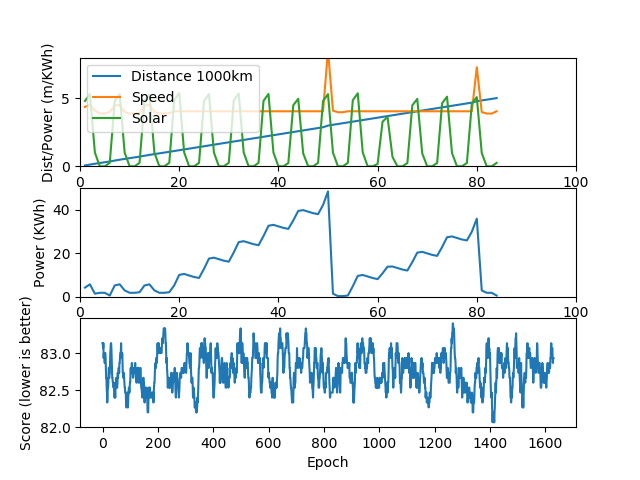 Dist/Power (m/KWh)
Distance 1000km
Speed
Solar
5
0
0 20 40 60 80 100
Power (KWh)
40
20
0
0 20 40 60 80 100
Score (lower is better)
83.0
82.5
82.0
0 200 400 600 800 1000 1200 1400 1600
Epoch